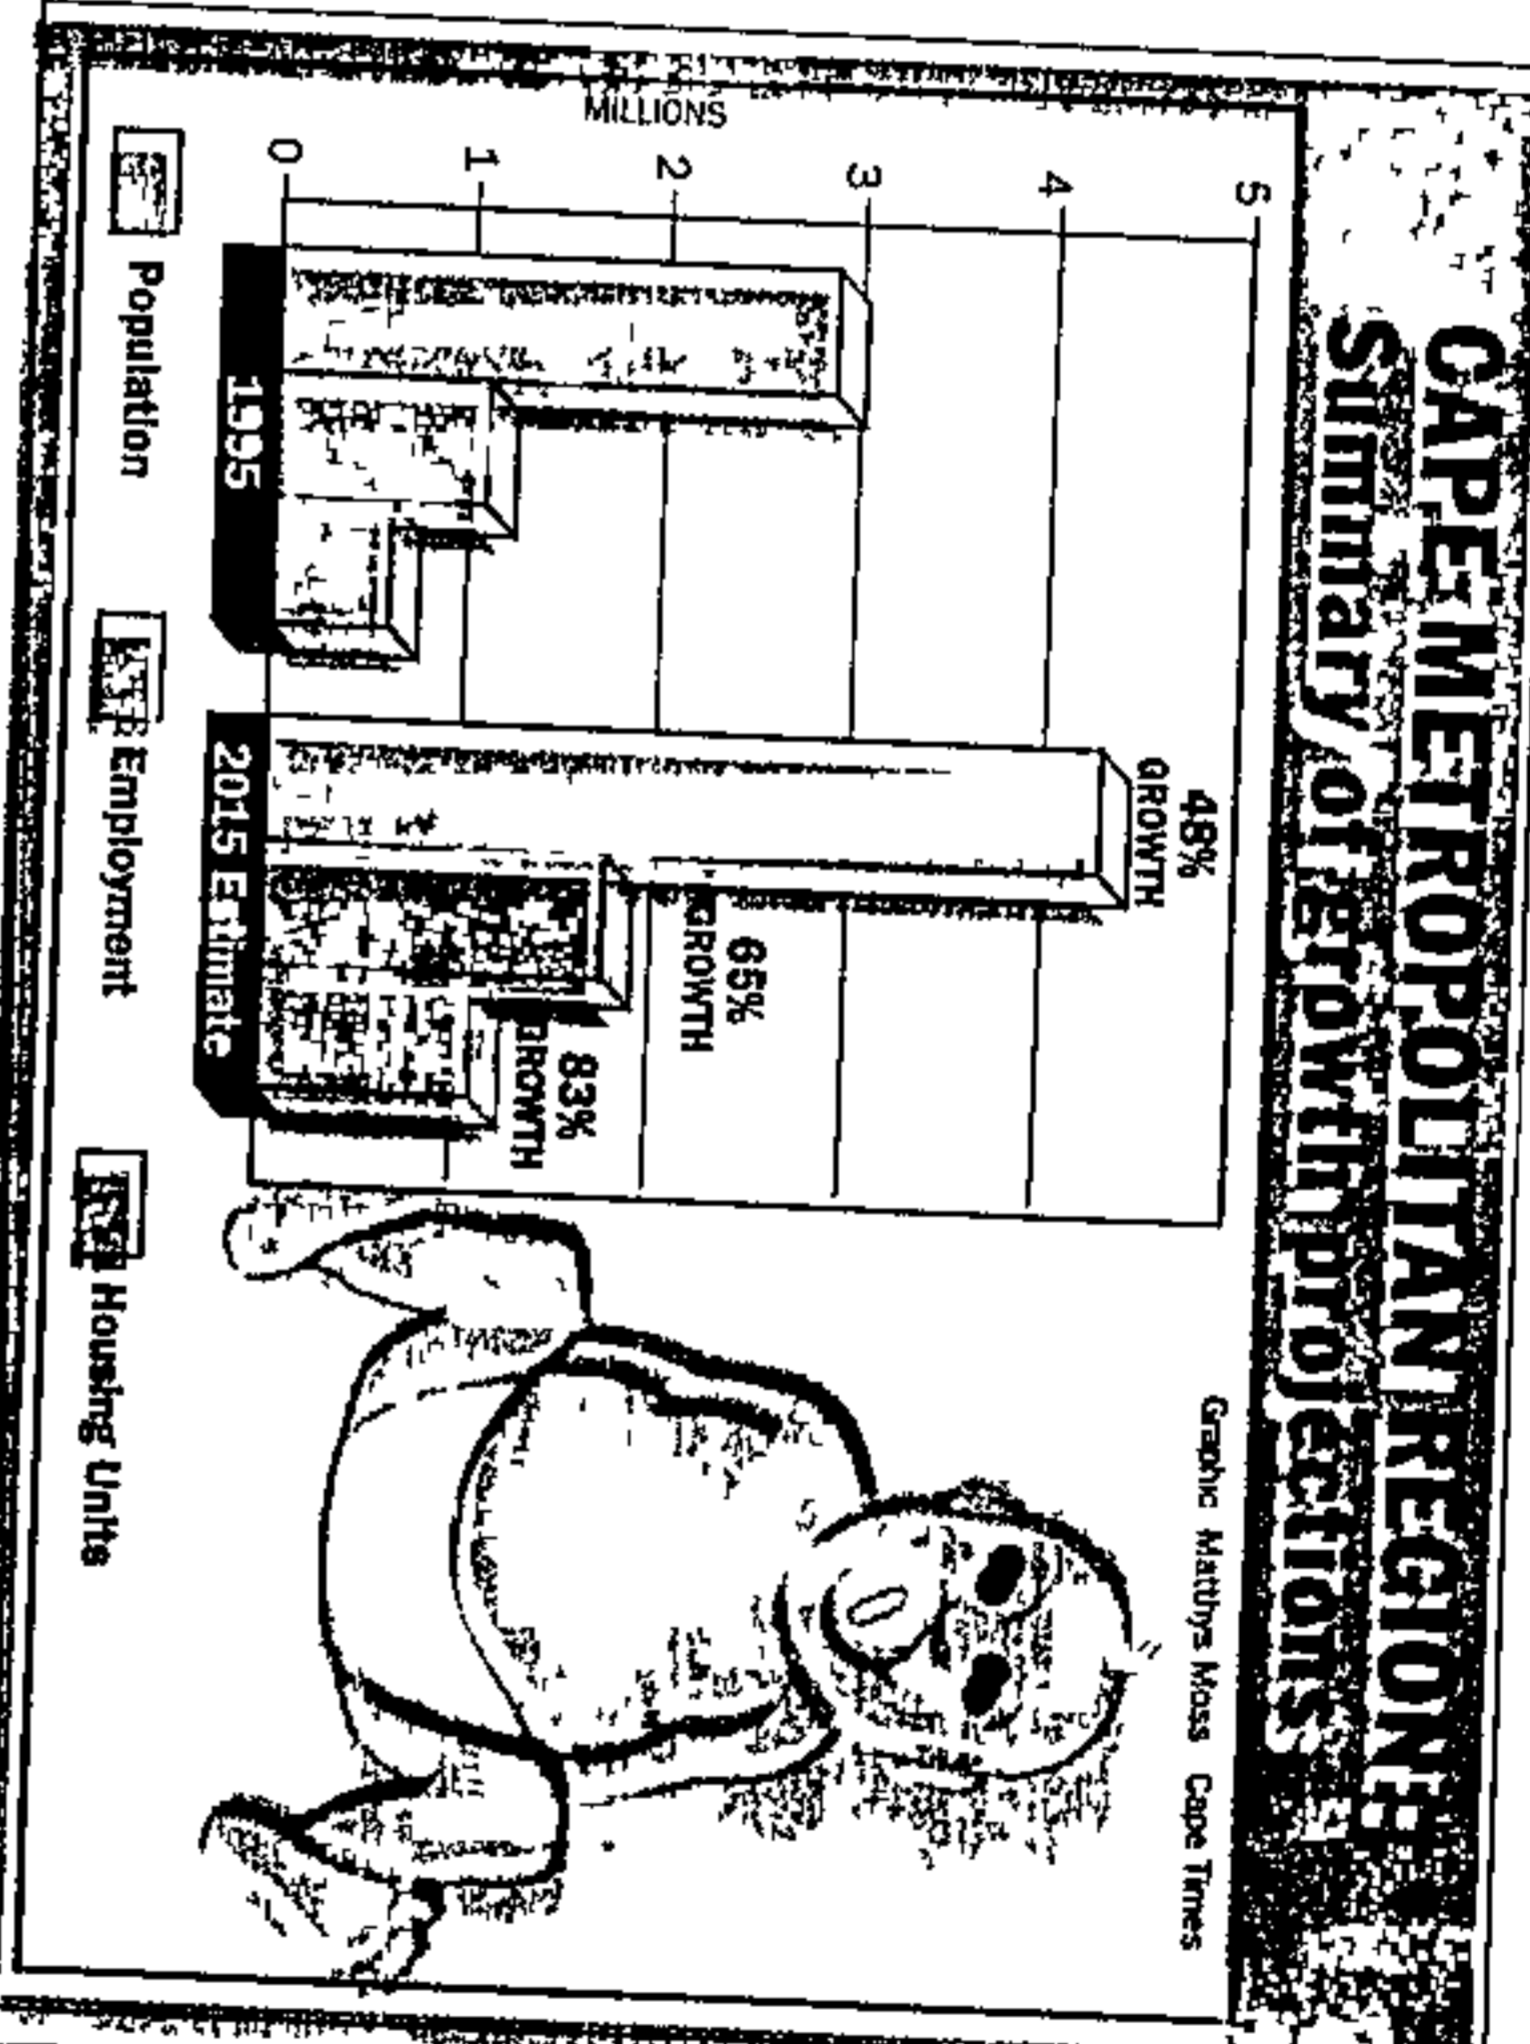 CAPE METROPOLITAN REGION:
Summary of growth projections
Graphic Matthys Moss Cape Times
MILLIONS
5
4
3
2
1
0
48%
GROWTH
65%
GROWTH
83%
GROWTH
1995
2015 Estimate
Population
Employment
Housing Units